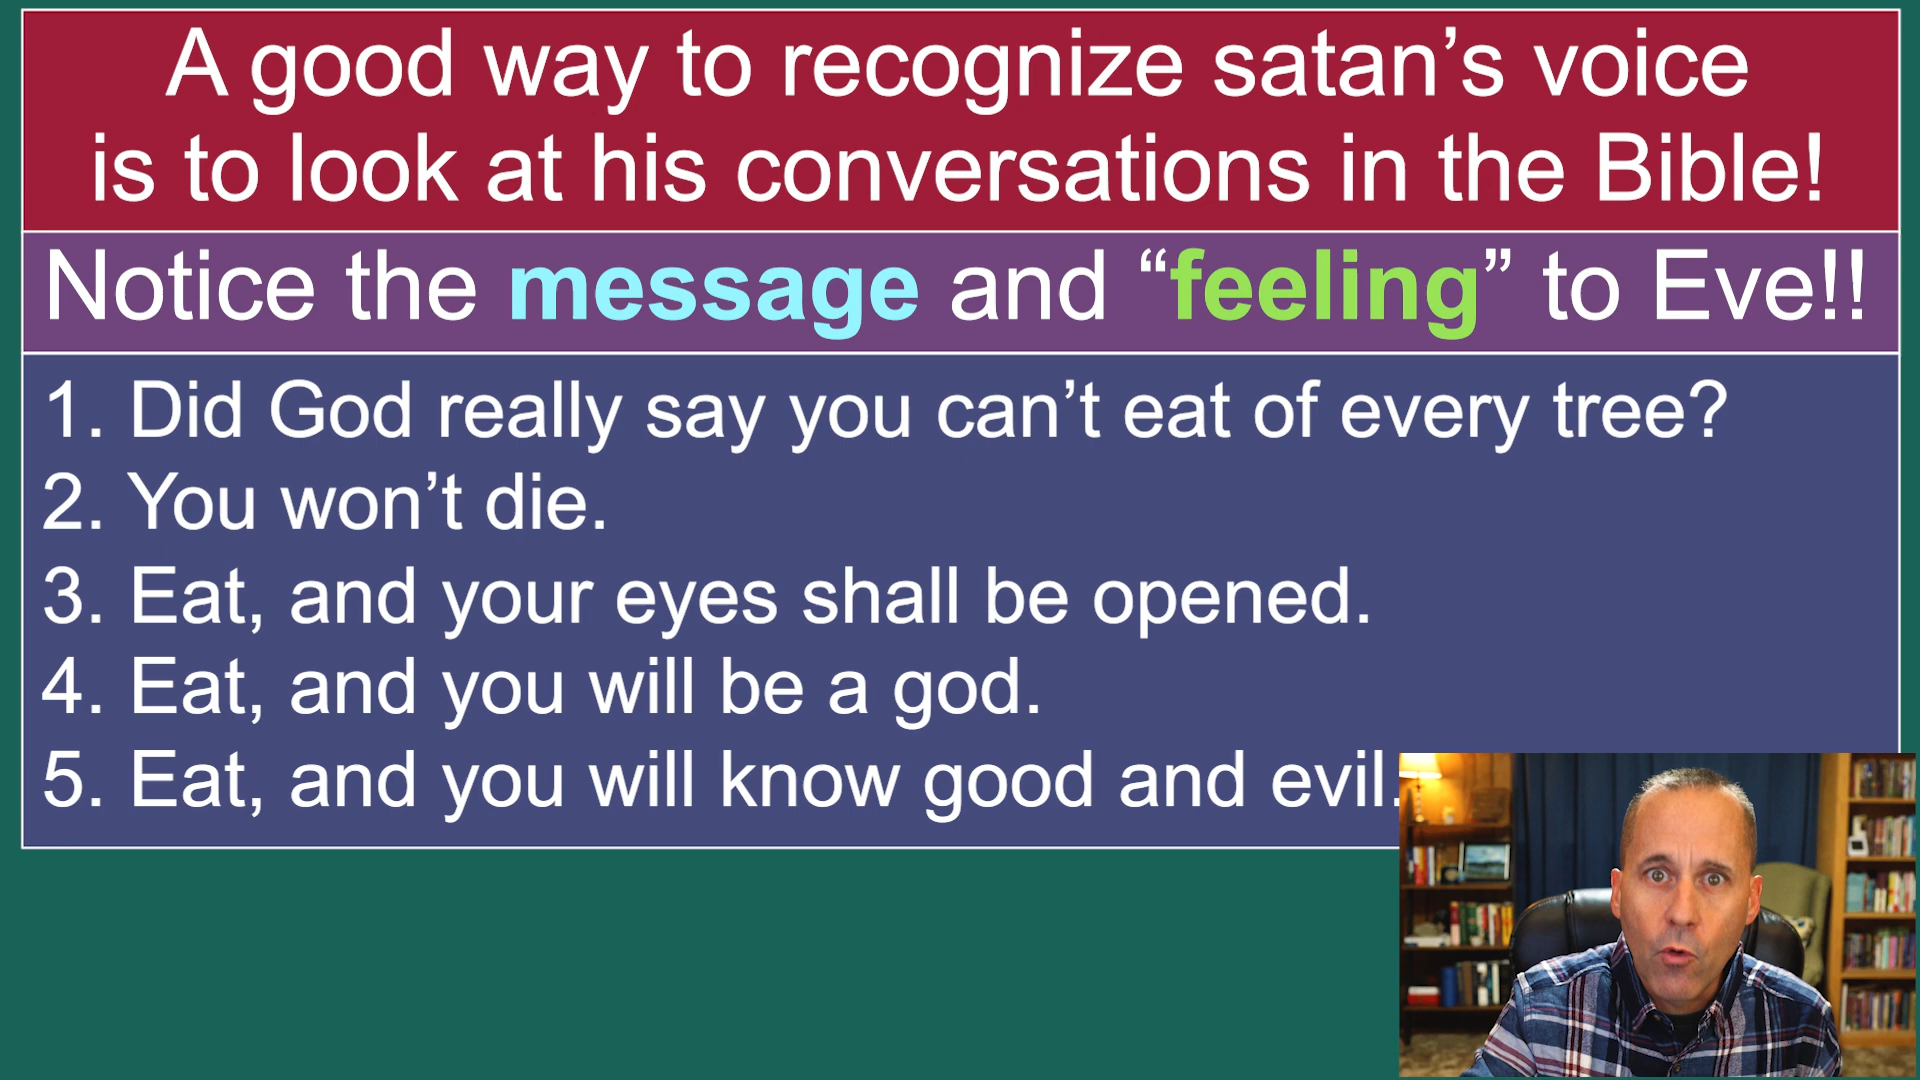 A good way to recognize satan’s voice
is to look at his conversations in the Bible!
Notice the message and “feeling” to Eve!!
1. Did God really say you can’t eat of every tree?
2. You won’t die.
3. Eat, and your eyes shall be opened.
4. Eat, and you will be a god.
5. Eat, and you will know good and evil.